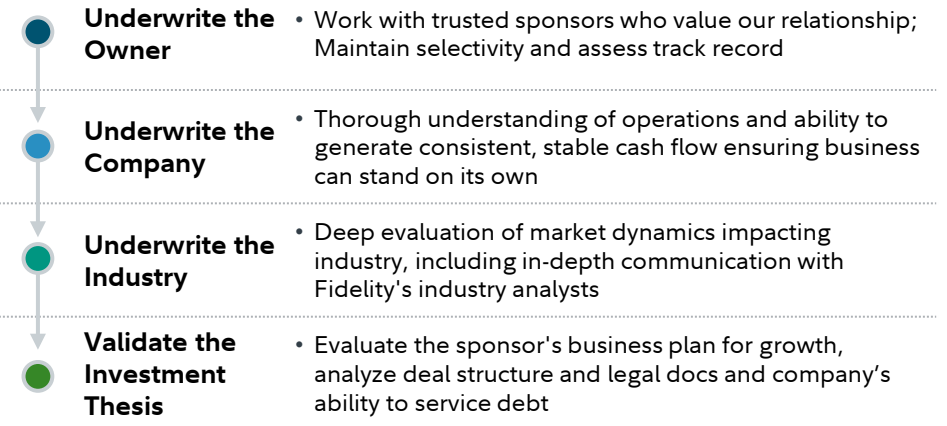 Underwrite the
Owner
• Work with trusted sponsors who value our relationship;
Maintain selectivity and assess track record
Underwrite the
Company
• Thorough understanding of operations and ability to
generate consistent, stable cash flow ensuring business
can stand on its own
Underwrite the
Industry
• Deep evaluation of market dynamics impacting
industry, including in-depth communication with
Fidelity's industry analysts
Validate the
Investment
Thesis
• Evaluate the sponsor's business plan for growth,
analyze deal structure and legal docs and company’s
ability to service debt